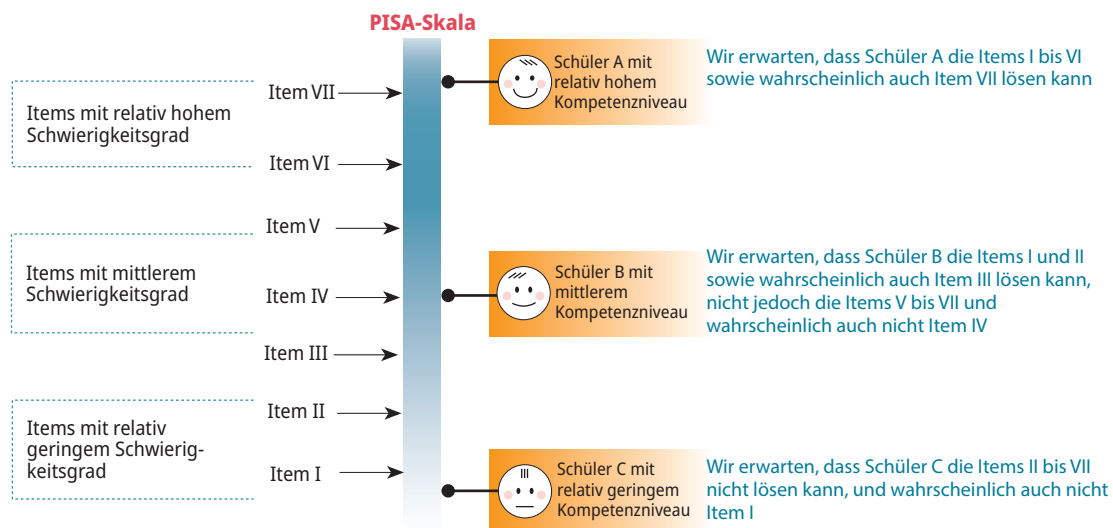 PISA-Skala
Items mit relativ hohem
Schwierigkeitsgrad
Item VII
Item VI
Schüler A mit
relativ hohem
Kompetenzniveau
Wir erwarten, dass Schüler A die Items I bis VI
sowie wahrscheinlich auch Item VII lösen kann
Items mit mittlerem
Schwierigkeitsgrad
Item V
Item IV
Item III
Schüler B mit
mittlerem
Kompetenzniveau
Wir erwarten, dass Schüler B die Items I und II
sowie wahrscheinlich auch Item III lösen kann,
nicht jedoch die Items V bis VII und
wahrscheinlich auch nicht Item IV
Items mit relativ
geringem Schwierig-
keitsgrad
Item II
Item I
Schüler C mit
relativ geringem
Kompetenzniveau
Wir erwarten, dass Schüler C die Items II bis VII
nicht lösen kann, und wahrscheinlich auch nicht
Item I